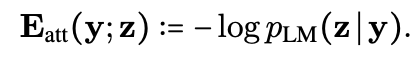 E_att(y; z) := − log p_LM(z | y).